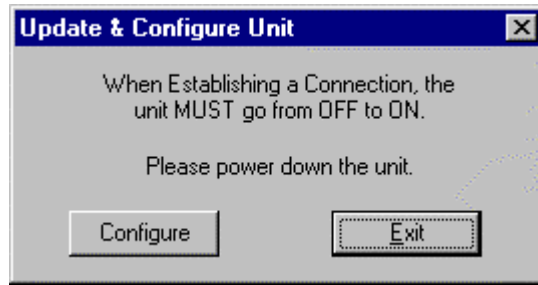 Update & Configure Unit
When Establishing a Connection, the
unit MUST go from OFF to ON.
Please power down the unit.
Configure
Exit